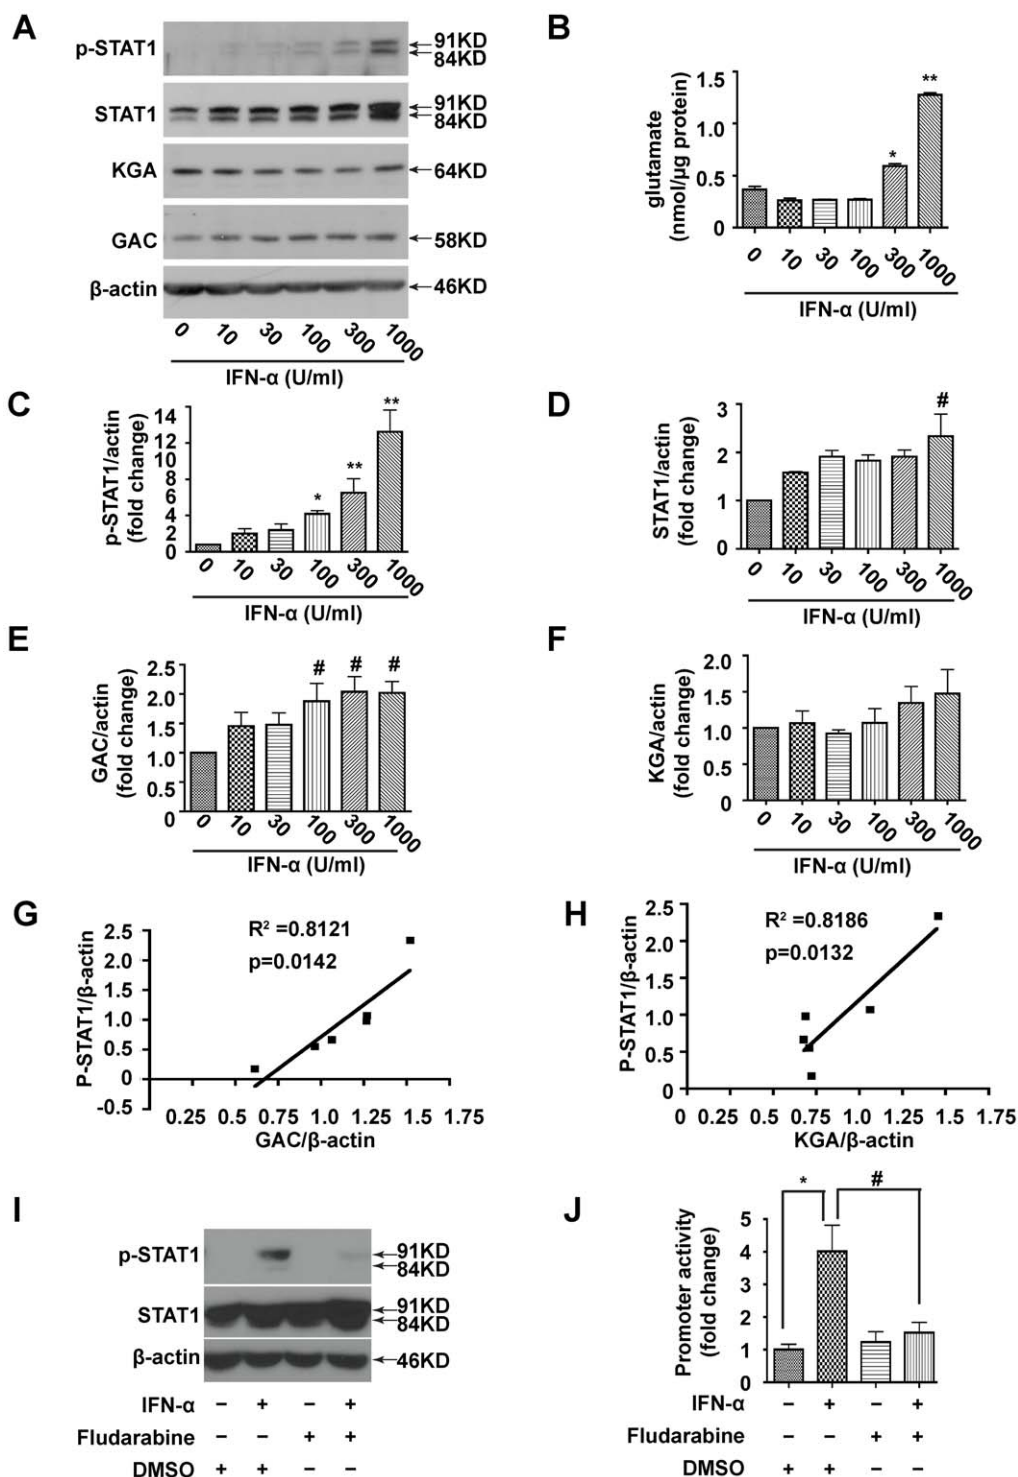 A
p-STAT1
91KD
84KD
STAT1
91KD
84KD
KGA
64KD
GAC
58KD
β-actin
46KD
0 10 30 100 300 1000
IFN-α (U/ml)
B
glutamate
(nmol/μg protein)
1.5
1.0
0.5
0
*
**
0 10 30 100 300 1000
IFN-α (U/ml)
C
p-STAT1/actin
(fold change)
14
12
8
6
4
2
0
*
**
**
0 10 30 100 300 1000
IFN-α (U/ml)
D
STAT1/actin
(fold change)
3
2
1
0
#
0 10 30 100 300 1000
IFN-α (U/ml)
E
GAC/actin
(fold change)
2.5
2.0
1.5
1.0
0.5
0
# # #
0 10 30 100 300 1000
IFN-α (U/ml)
F
KGA/actin
(fold change)
2.0
1.5
1.0
0.5
0
0 10 30 100 300 1000
IFN-α (U/ml)
G
P-STAT1/β-actin
2.5
2.0
1.5
1.0
0.5
0
-0.5
R² =0.8121
p=0.0142
0.25 0.5 0.75 1.0 1.25 1.5 1.75
GAC/β-actin
H
P-STAT1/β-actin
2.5
2.0
1.5
1.0
0.5
0
R² =0.8186
p=0.0132
0 0.25 0.5 0.75 1.0 1.25 1.5 1.75
KGA/β-actin
I
p-STAT1
91KD
84KD
STAT1
91KD
84KD
β-actin
46KD
IFN-α − + − +
Fludarabine − − + +
DMSO + + − −
J
Promoter activity
(fold change)
5
4
3
2
1
0
*
#
IFN-α − + − +
Fludarabine − − + +
DMSO + + − −